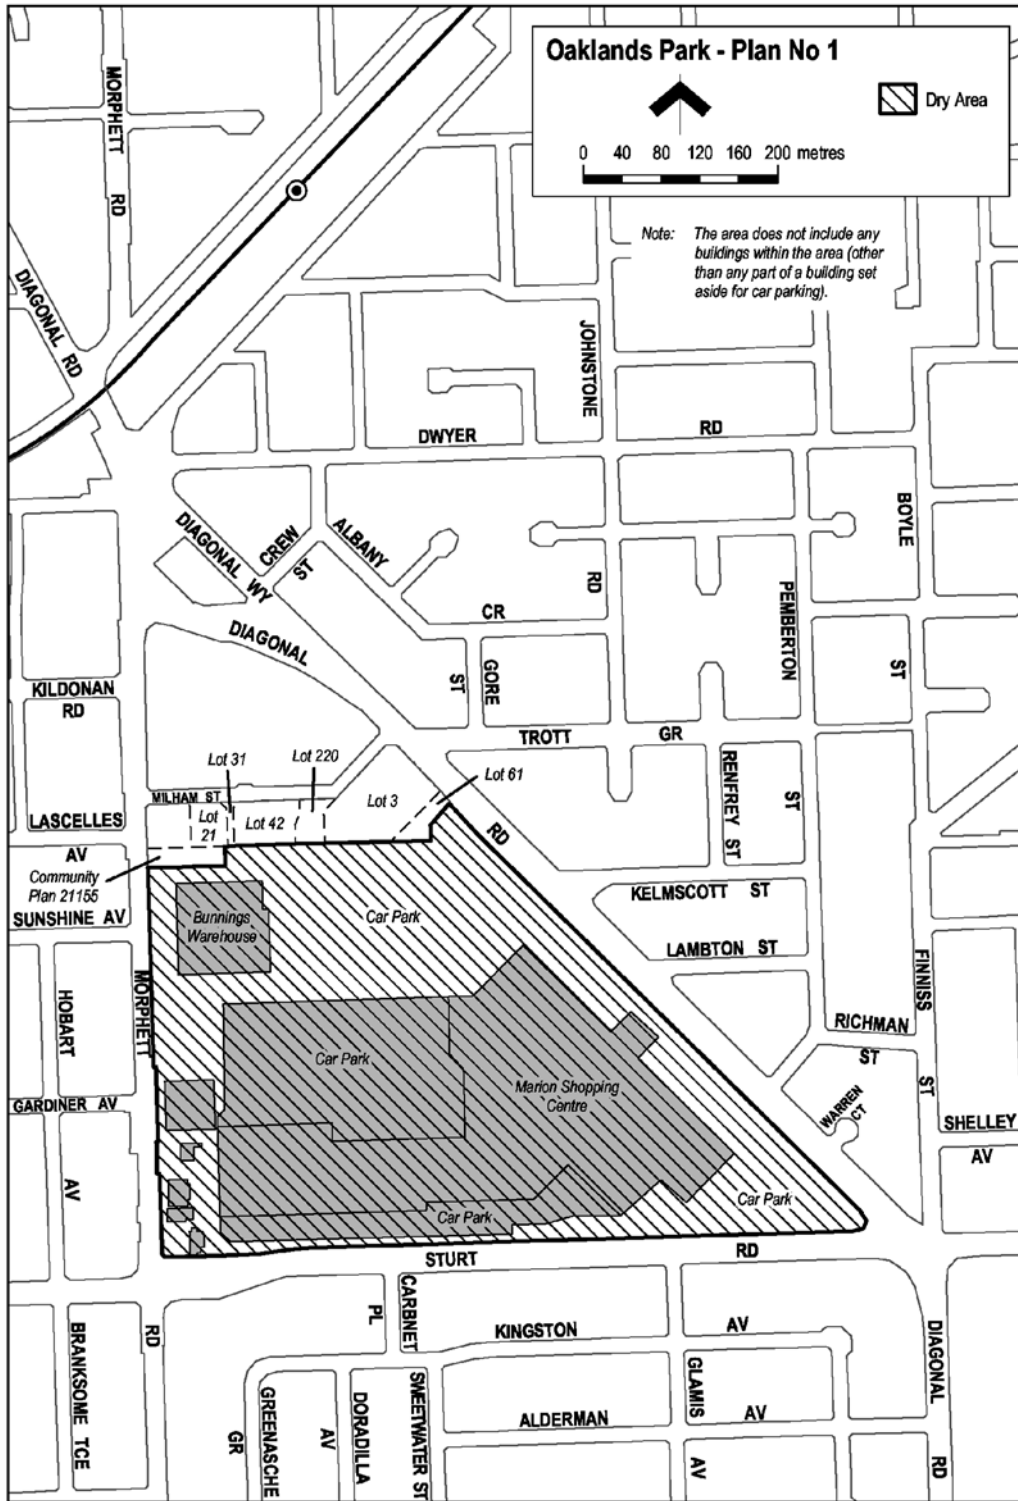 Oaklands Park - Plan No 1
Dry Area
0 40 80 120 160 200 metres
Note: The area does not include any
buildings within the area (other
than any part of a building set
aside for car parking).
MORPHETT
RD
DIAGONAL RD
JOHNSTONE
RD
DWYER
RD
BOYLE
ST
DIAGONAL WY
CREW
ST
ALBANY
CR
PEMBERTON
ST
DIAGONAL
RD
GORE
ST
KILDONAN
RD
TROTT
GR
RENFREY ST
Lot 31
Lot 220
Lot 61
Lot 3
MILHAM ST
Lot
21
Lot 42
LASCELLES
AV
Community
Plan 21155
SUNSHINE AV
KELMSCOTT ST
LAMBTON ST
Bunnings
Warehouse
Car Park
MORPHETT
RD
HOBART
AV
FINNISS
ST
RICHMAN
ST
Car Park
Marion Shopping
Centre
GARDINER AV
WARREN
CT
SHELLEY
AV
Car Park
Car Park
STURT
RD
CARBNET
PL
KINGSTON
AV
DIAGONAL
RD
BRANKSOME TCE
GREENASCHE
GR
DORADILLA
AV
SWEETWATER ST
GLAMIS
AV
ALDERMAN
AV